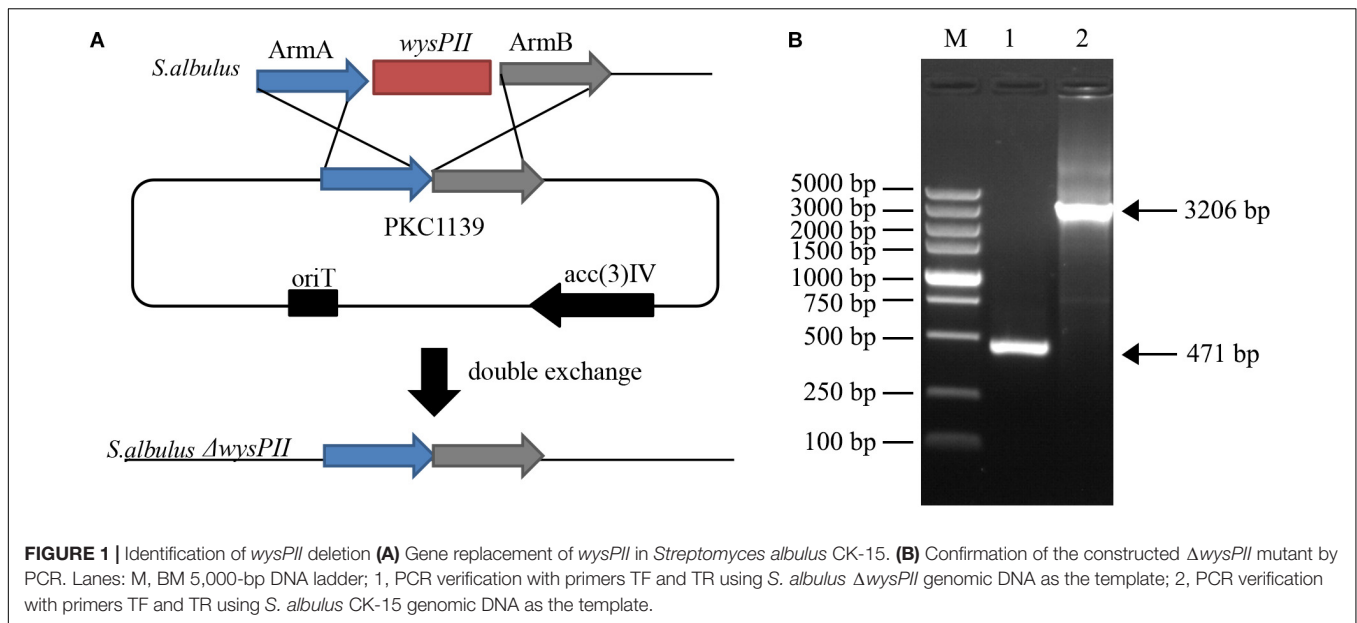 A
ArmA
wysPII
ArmB
S.albulus
PKC1139
oriT
acc(3)IV
double exchange
S.albulus ΔwysPII
B
M 1 2
5000 bp
3000 bp
2000 bp
1500 bp
1000 bp
750 bp
500 bp
250 bp
100 bp
3206 bp
471 bp
FIGURE 1 | Identification of wysPII deletion (A) Gene replacement of wysPII in Streptomyces albulus CK-15. (B) Confirmation of the constructed ΔwysPII mutant by
PCR. Lanes: M, BM 5,000-bp DNA ladder; 1, PCR verification with primers TF and TR using S. albulus ΔwysPII genomic DNA as the template; 2, PCR verification
with primers TF and TR using S. albulus CK-15 genomic DNA as the template.